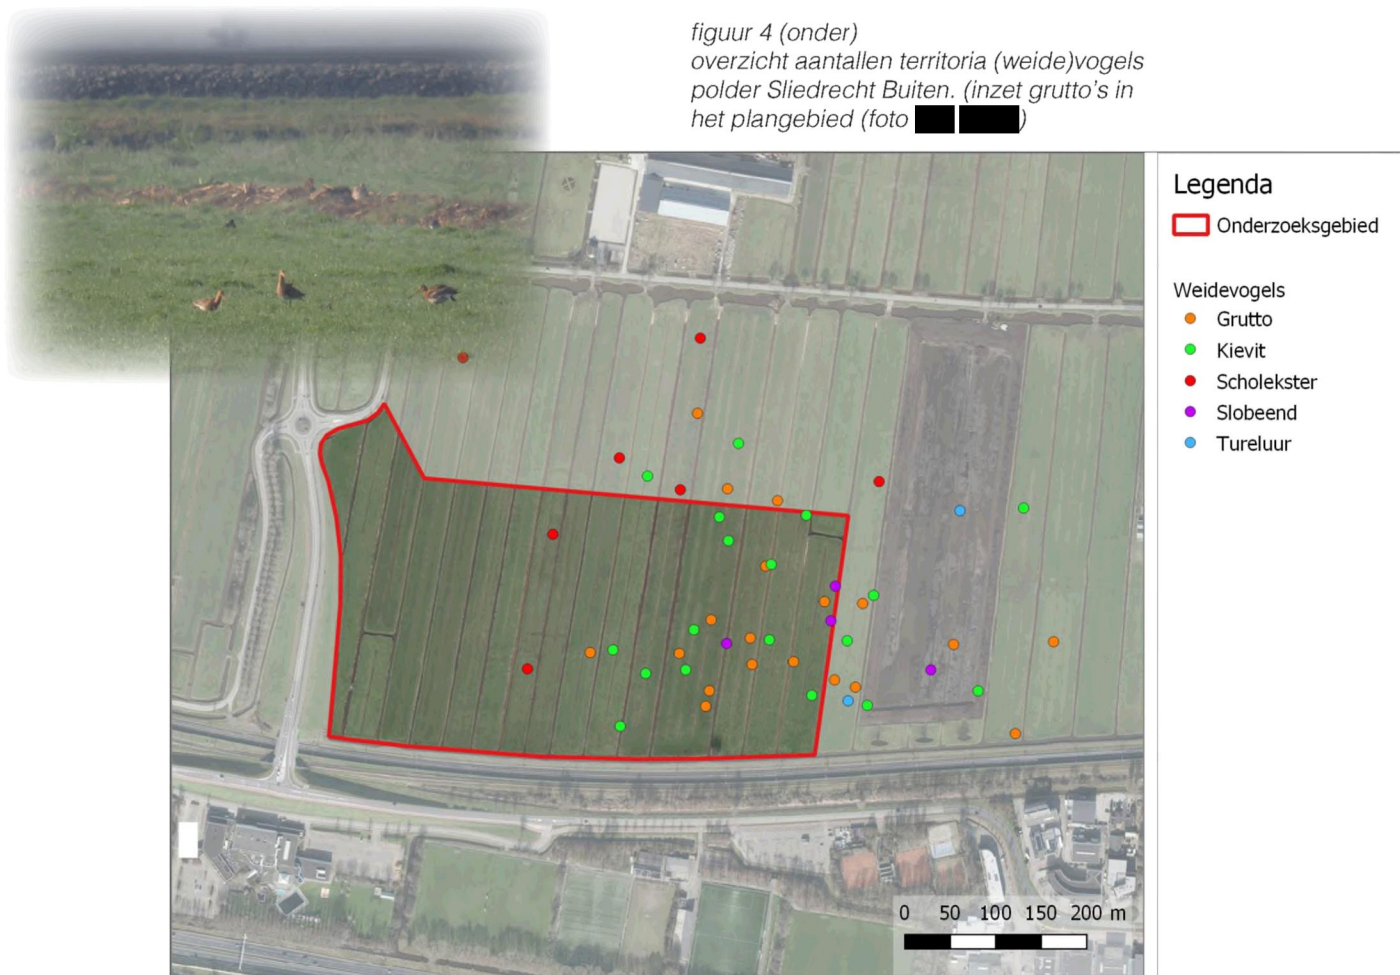 figuur 4 (onder)
overzicht aantallen territoria (weide)vogels
polder Sliedrecht Buiten. (inzet grutto's in
het plangebied (foto )
Legenda
Onderzoeksgebied
Weidevogels
Grutto
Kievit
Scholekster
Slobeend
Tureluur
0 50 100 150 200 m